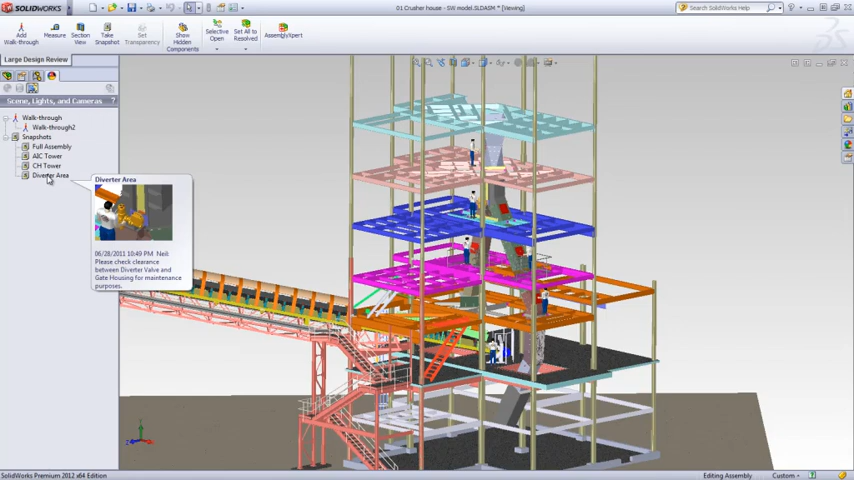 SOLIDWORKS
01 Crusher house - SW model.SLDASM * [Viewing]
Search SolidWorks Help
Add Walk-through
Measure
Section View
Take Snapshot
Set Transparency
Show Hidden Components
Selective Open
Set All to Resolved
AssemblyXpert
Large Design Review
Scene, Lights, and Cameras
?
Walk-through
Walk-through2
Snapshots
Full Assembly
AIC Tower
CH Tower
Diverter Area
Diverter Area
06/28/2011 10:49 PM Neil:
Please check clearance
between Diverter Valve and
Gate Housing for maintenance
purposes.
SolidWorks Premium 2012 x64 Edition
Editing Assembly
Custom